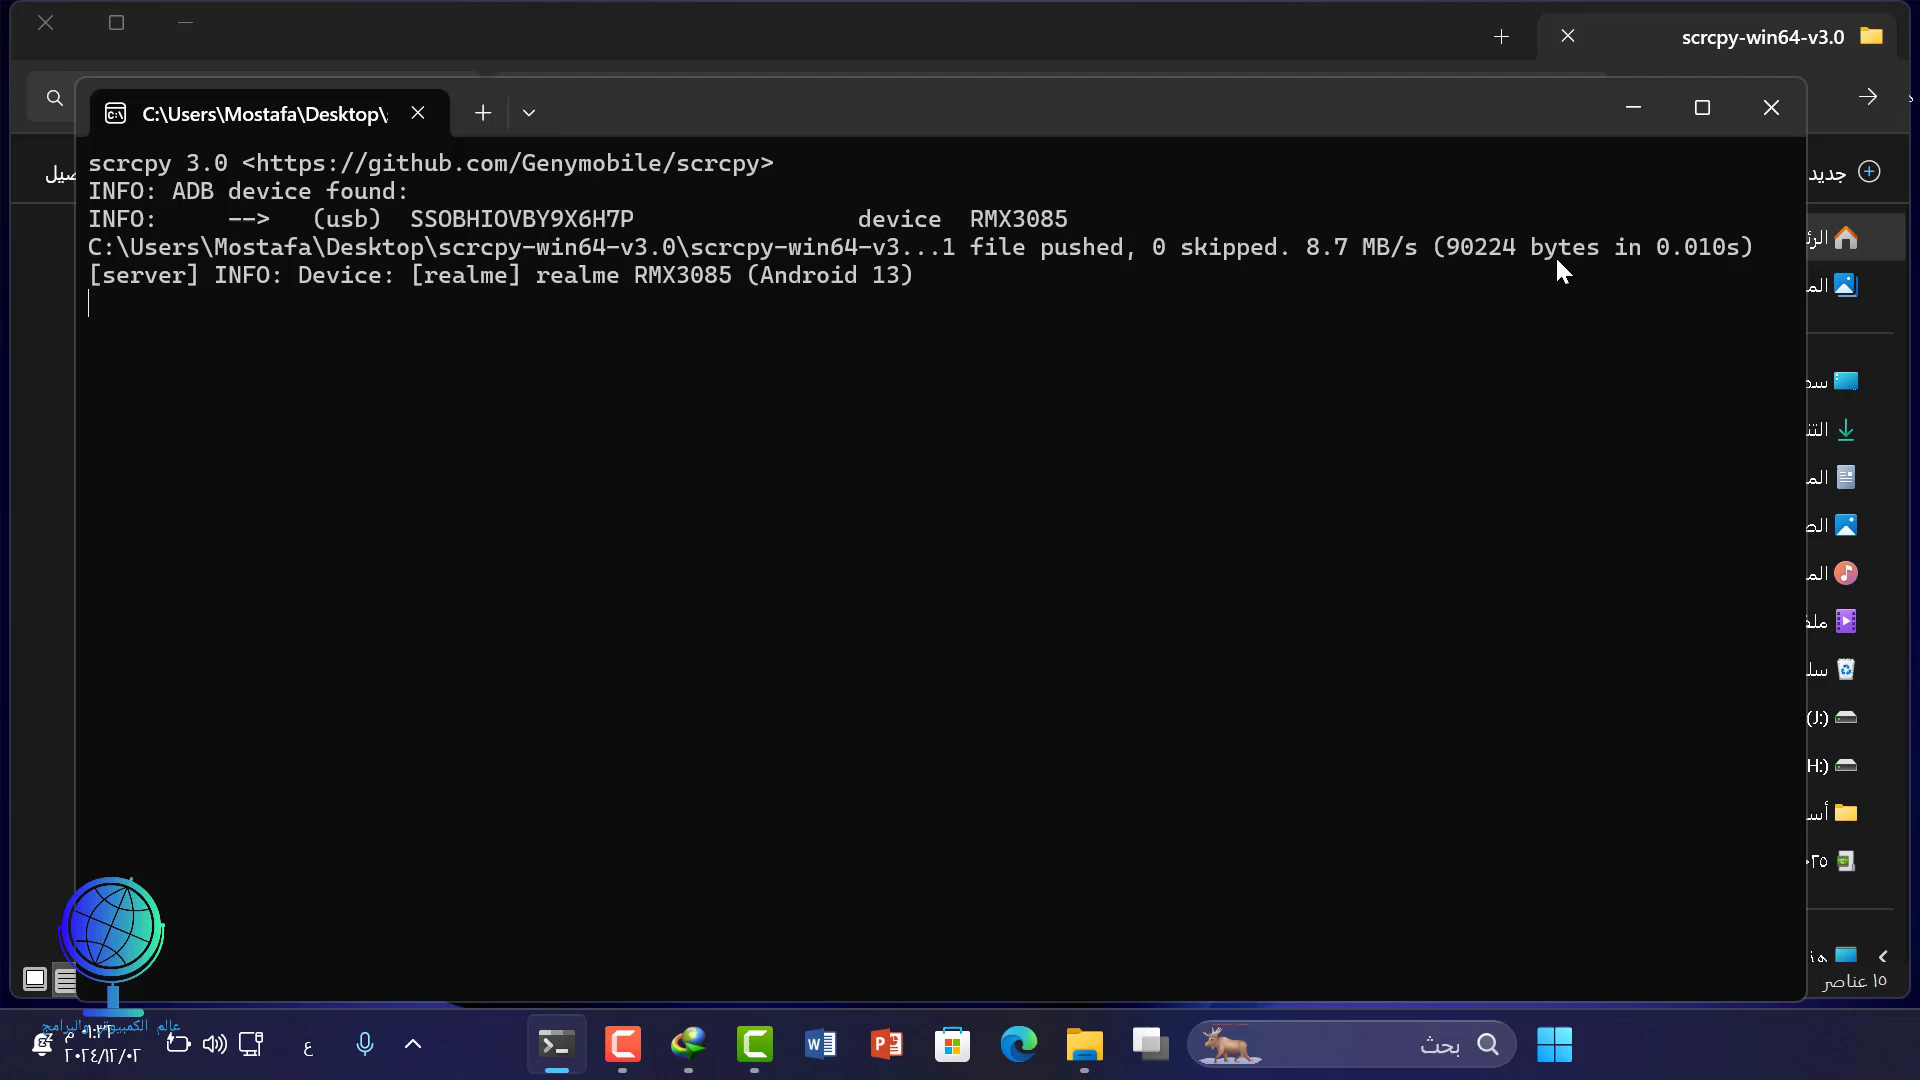 scrcpy-win64-v3.0
C:\Users\Mostafa\Desktop\
scrcpy 3.0 <https://github.com/Genymobile/scrcpy>
INFO: ADB device found:
INFO:     -->   (usb)  SSOBHIOVBY9X6H7P                device  RMX3085
C:\Users\Mostafa\Desktop\scrcpy-win64-v3.0\scrcpy-win64-v3...1 file pushed, 0 skipped. 8.7 MB/s (90224 bytes in 0.010s)
[server] INFO: Device: [realme] realme RMX3085 (Android 13)
جديد
(J:)
H:)
١٥ عناصر
عالم الكمبيوتر والبرامج
٢٠٢٤/١٢/٠٢
ع
بحث